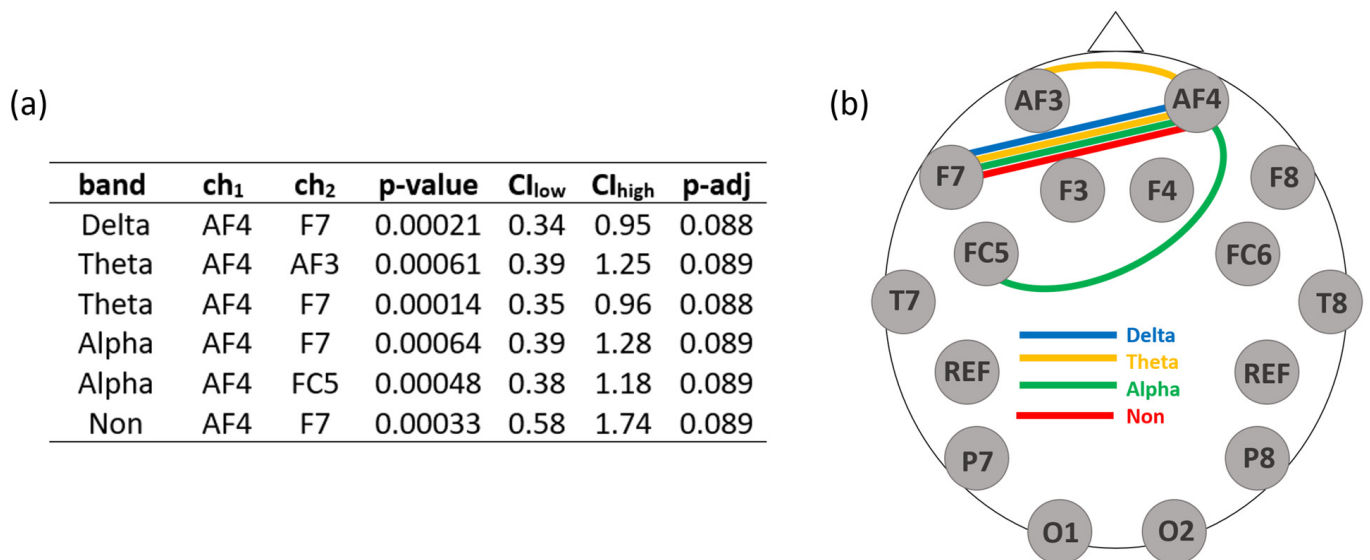 (a)
band ch₁ ch₂ p-value CI_low CI_high p-adj
Delta AF4 F7 0.00021 0.34 0.95 0.088
Theta AF4 AF3 0.00061 0.39 1.25 0.089
Theta AF4 F7 0.00014 0.35 0.96 0.088
Alpha AF4 F7 0.00064 0.39 1.28 0.089
Alpha AF4 FC5 0.00048 0.38 1.18 0.089
Non AF4 F7 0.00033 0.58 1.74 0.089
(b)
AF3 AF4
F7 F3 F4 F8
FC5 FC6
T7 T8
Delta
Theta
Alpha
Non
REF REF
P7 P8
O1 O2